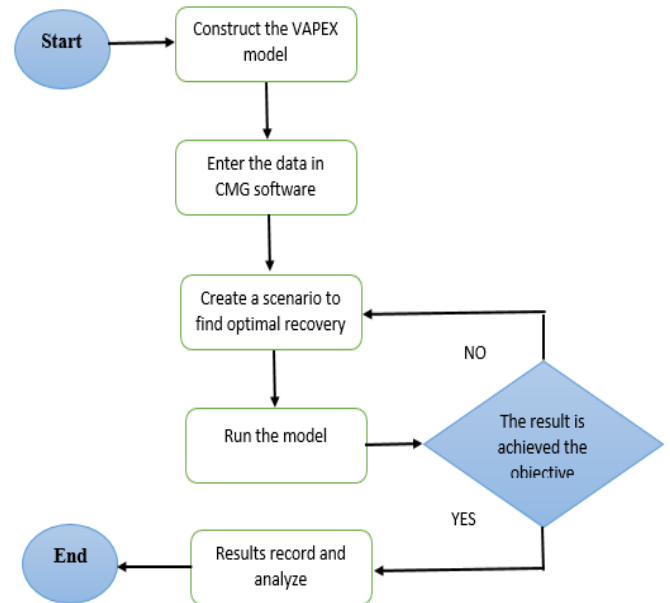 Start
Construct the VAPEX
model
Enter the data in
CMG software
Create a scenario to
find optimal recovery
NO
Run the model
The result is
achieved the
objective
YES
Results record and
analyze
End